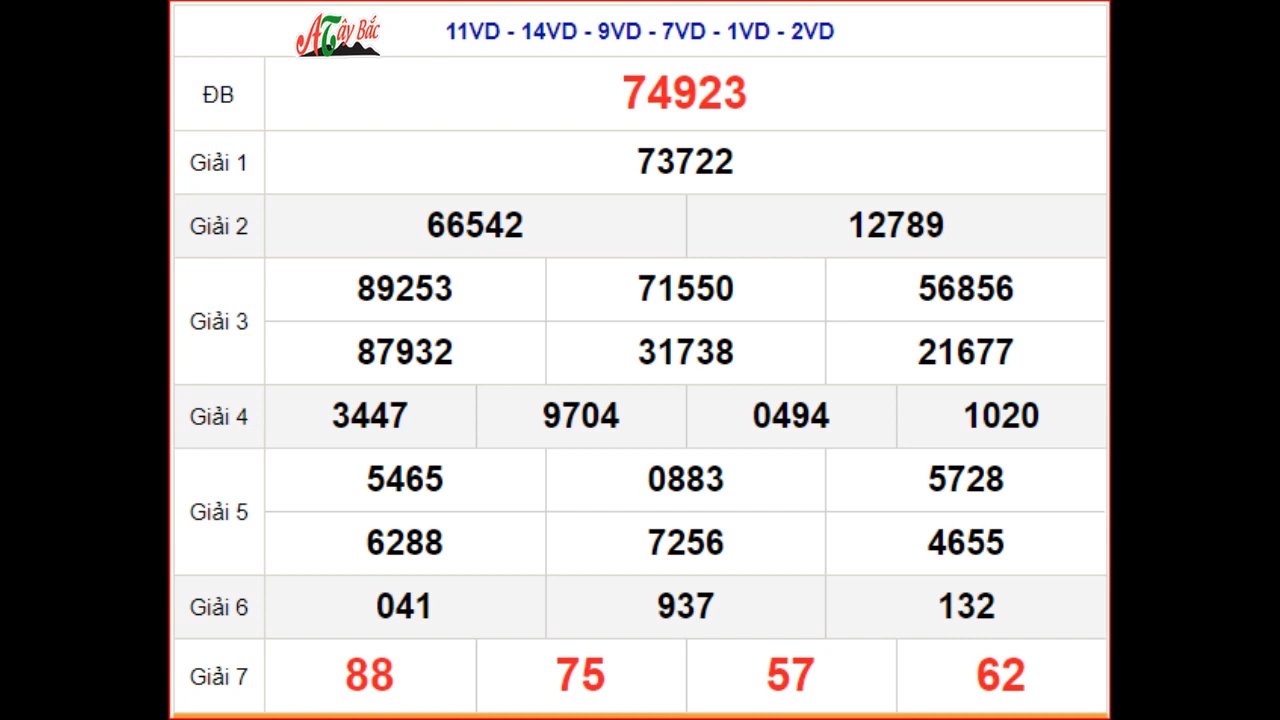 ATây Bắc 11VD - 14VD - 9VD - 7VD - 1VD - 2VD
ĐB 74923
Giải 1 73722
Giải 2 66542 12789
89253 71550 56856
Giải 3
87932 31738 21677
Giải 4 3447 9704 0494 1020
5465 0883 5728
Giải 5
6288 7256 4655
Giải 6 041 937 132
Giải 7 88 75 57 62